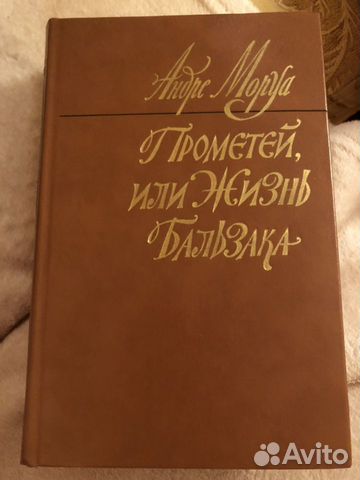 Андре Моруа
Прометей,
или Жизнь
Бальзака
Avito